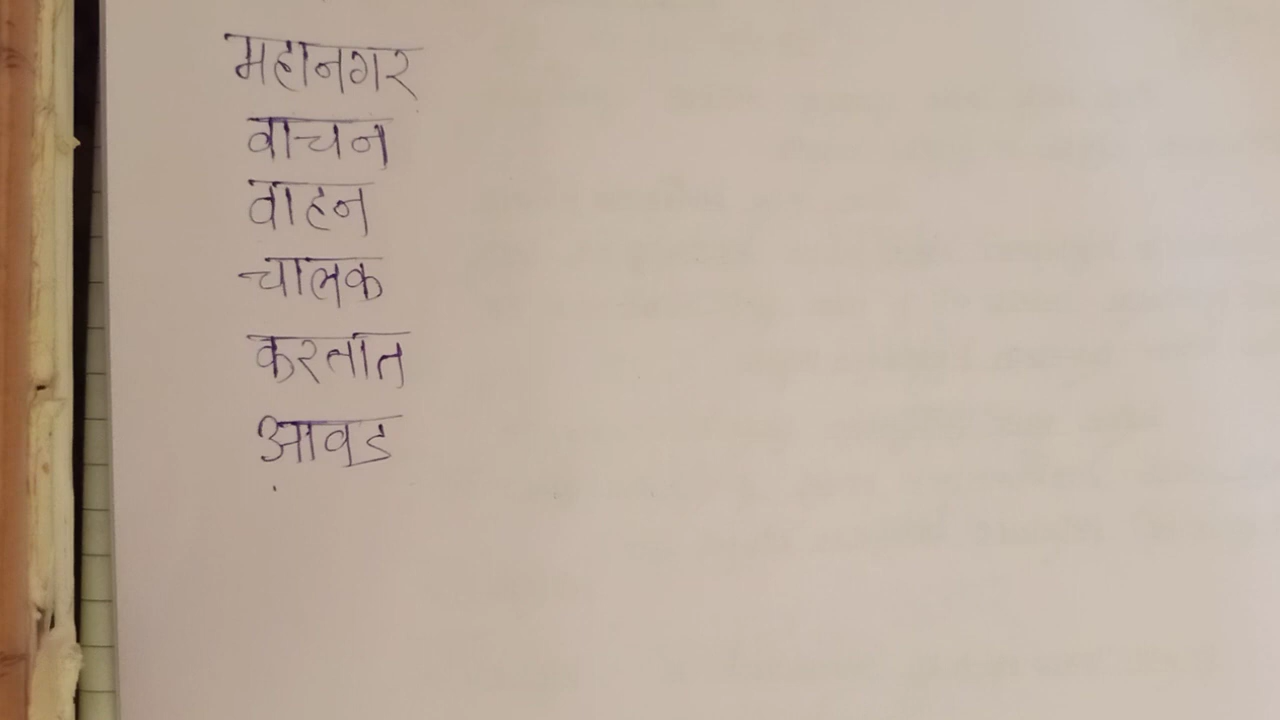 महानगर
वाचन
वाहन
चालक
करतात
आवड